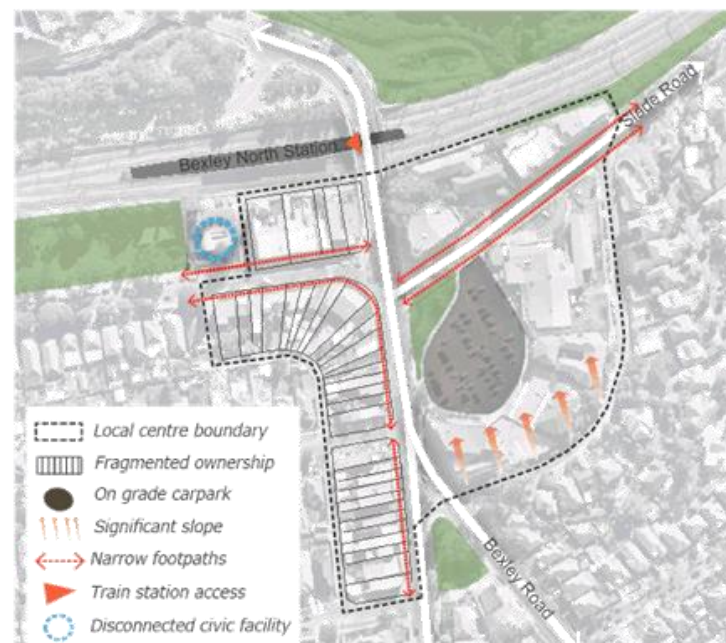 Slade Road
Bexley North Station
Local centre boundary
Fragmented ownership
On grade carpark
Significant slope
Narrow footpaths
Train station access
Disconnected civic facility
Bexley Road